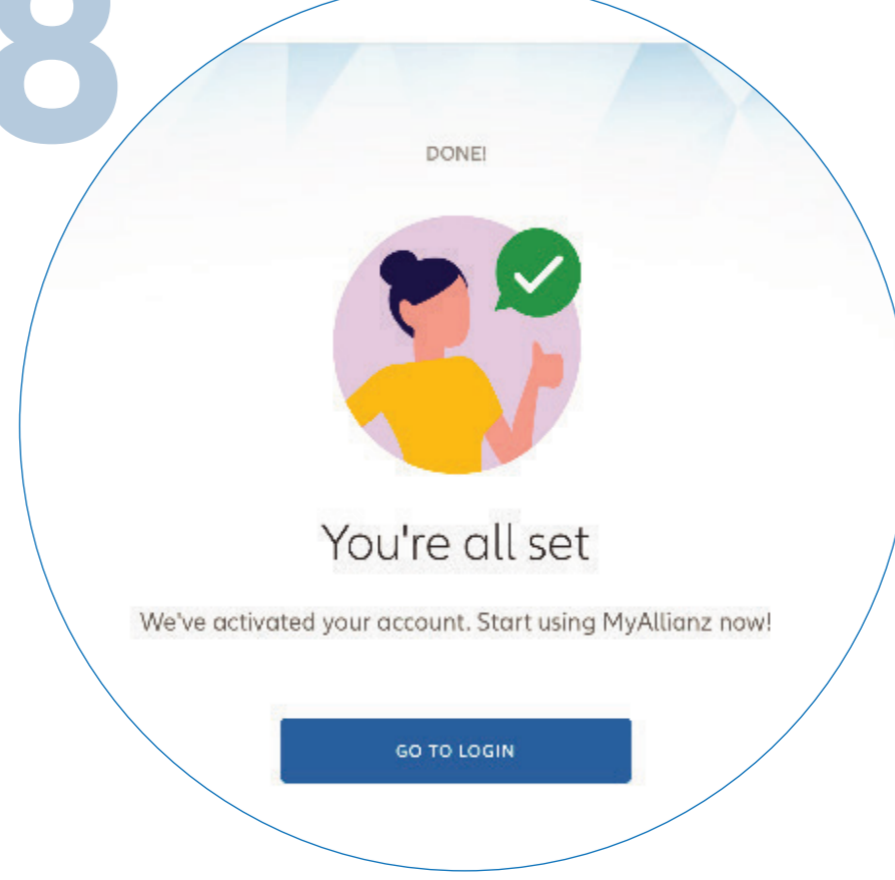 8
DONE!
You're all set
We've activated your account. Start using MyAllianz now!
GO TO LOGIN